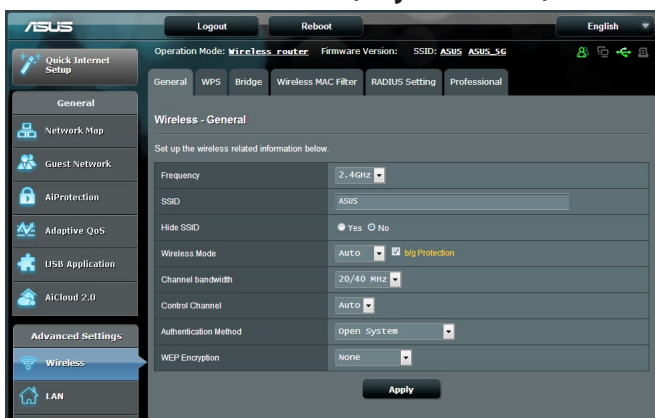 ASUS
Logout Reboot English
Quick Internet
Setup
Operation Mode: Wireless router Firmware Version: SSID: ASUS ASUS_5G
General WPS Bridge Wireless MAC Filter RADIUS Setting Professional
General
Network Map
Guest Network
AiProtection
Adaptive QoS
USB Application
AiCloud 2.0
Advanced Settings
Wireless
LAN
Wireless - General
Set up the wireless related information below.
Frequency 2.4GHz
SSID ASUS
Hide SSID Yes No
Wireless Mode Auto b/g Protection
Channel bandwidth 20/40 MHz
Control Channel Auto
Authentication Method Open System
WEP Encryption None
Apply